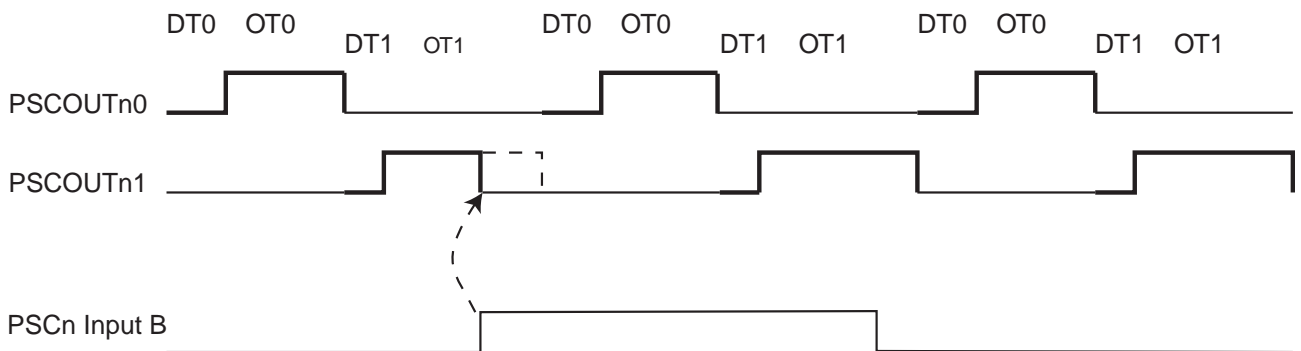 DT0 OT0 DT0 OT0 DT0 OT0
DT1 OT1 DT1 OT1 DT1 OT1
PSCOUTn0
PSCOUTn1
PSCn Input B